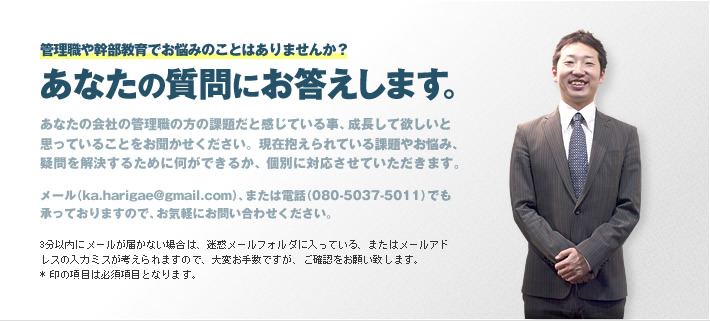 管理職や幹部教育でお悩みのことはありませんか？
あなたの質問にお答えします。
あなたの会社の管理職の方の課題だと感じている事、成長して欲しいと
思っていることをお聞かせください。現在抱えられている課題やお悩み、
疑問を解決するために何ができるか、個別に対応させていただきます。
メール（ka.harigae@gmail.com）、または電話（080-5037-5011）でも
承っておりますので、お気軽にお問い合わせください。
3分以内にメールが届かない場合は、迷惑メールフォルダに入っている、またはメールアド
レスの入力ミスが考えられますので、大変お手数ですが、ご確認をお願い致します。
* 印の項目は必須項目となります。